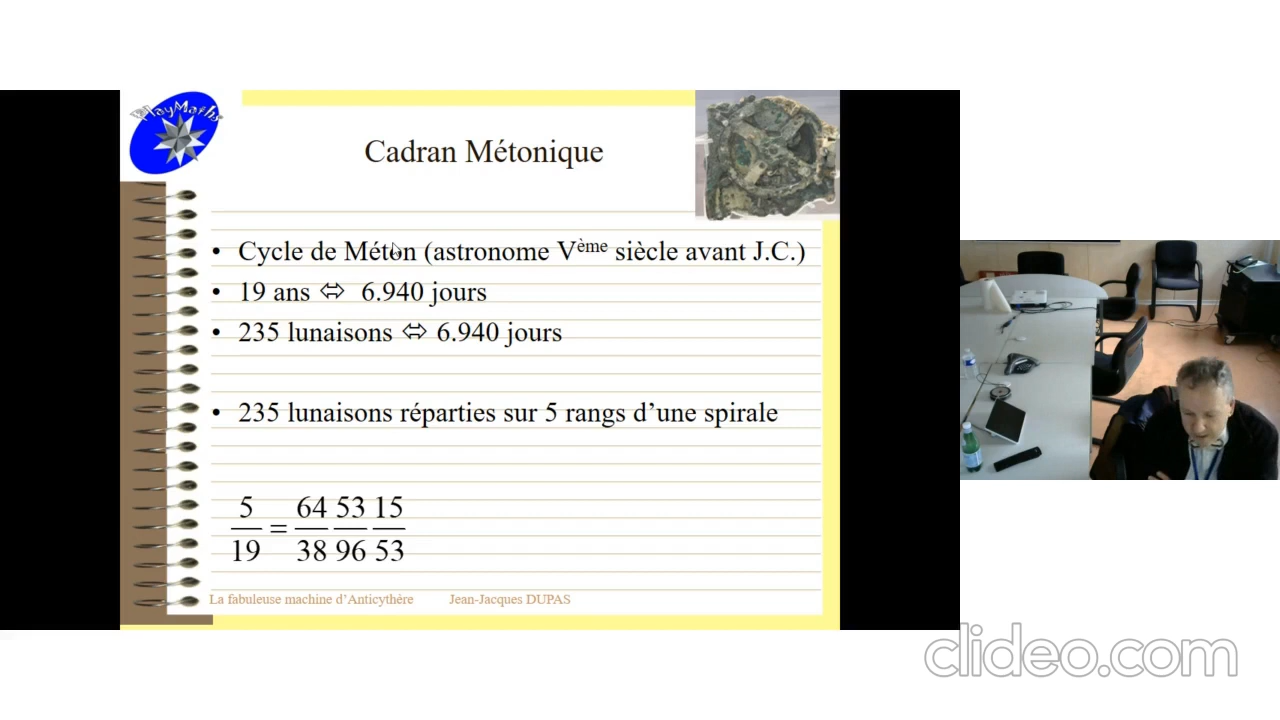 PlayMaths
Cadran Métonique
• Cycle de Méton (astronome Vème siècle avant J.C.)
• 19 ans ⇔ 6.940 jours
• 235 lunaisons ⇔ 6.940 jours
• 235 lunaisons réparties sur 5 rangs d’une spirale
5/19 = 64/38 53/96 15/53
La fabuleuse machine d’Anticythère Jean-Jacques DUPAS
clideo.com